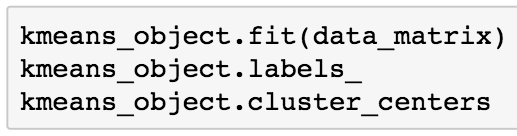 kmeans_object.fit(data_matrix)
kmeans_object.labels_
kmeans_object.cluster_centers